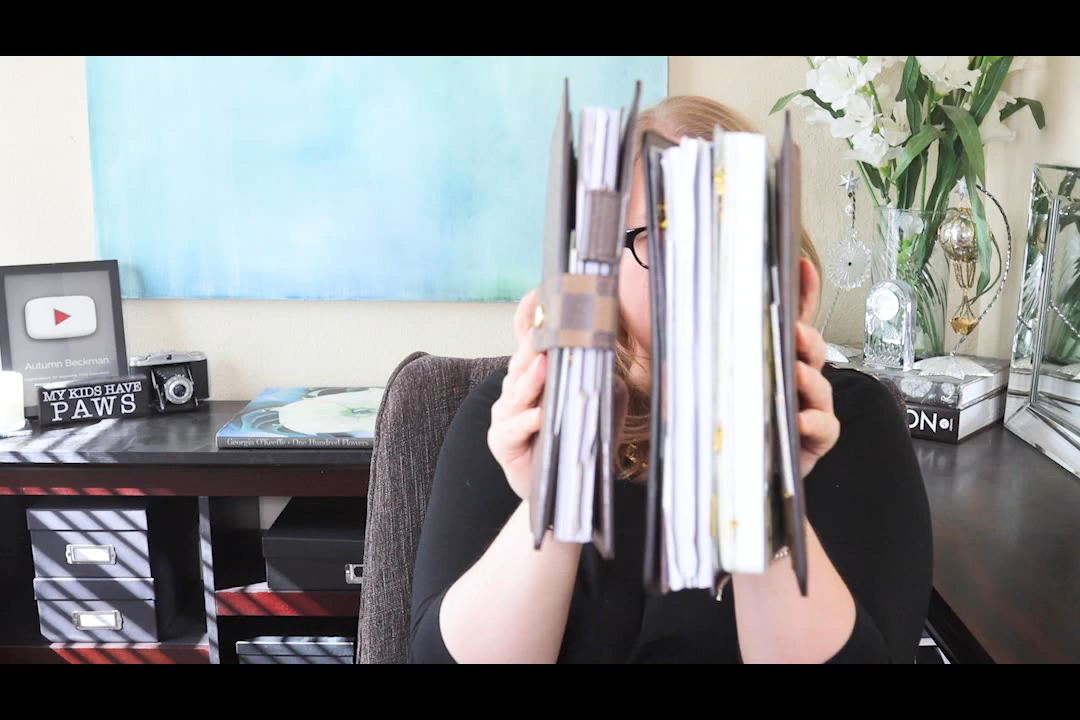 Autumn Beckman
MY KIDS HAVE
PAWS
Georgia O'Keeffe • One Hundred Flowers
ON